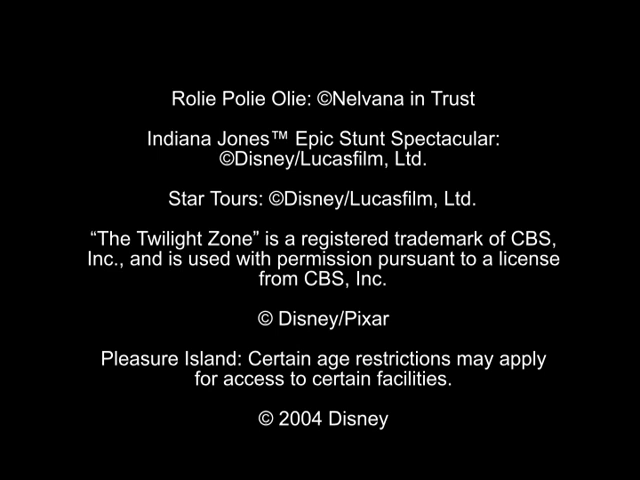 Rolie Polie Olie: ©Nelvana in Trust
Indiana Jones™ Epic Stunt Spectacular:
©Disney/Lucasfilm, Ltd.
Star Tours: ©Disney/Lucasfilm, Ltd.
“The Twilight Zone” is a registered trademark of CBS,
Inc., and is used with permission pursuant to a license
from CBS, Inc.
© Disney/Pixar
Pleasure Island: Certain age restrictions may apply
for access to certain facilities.
© 2004 Disney